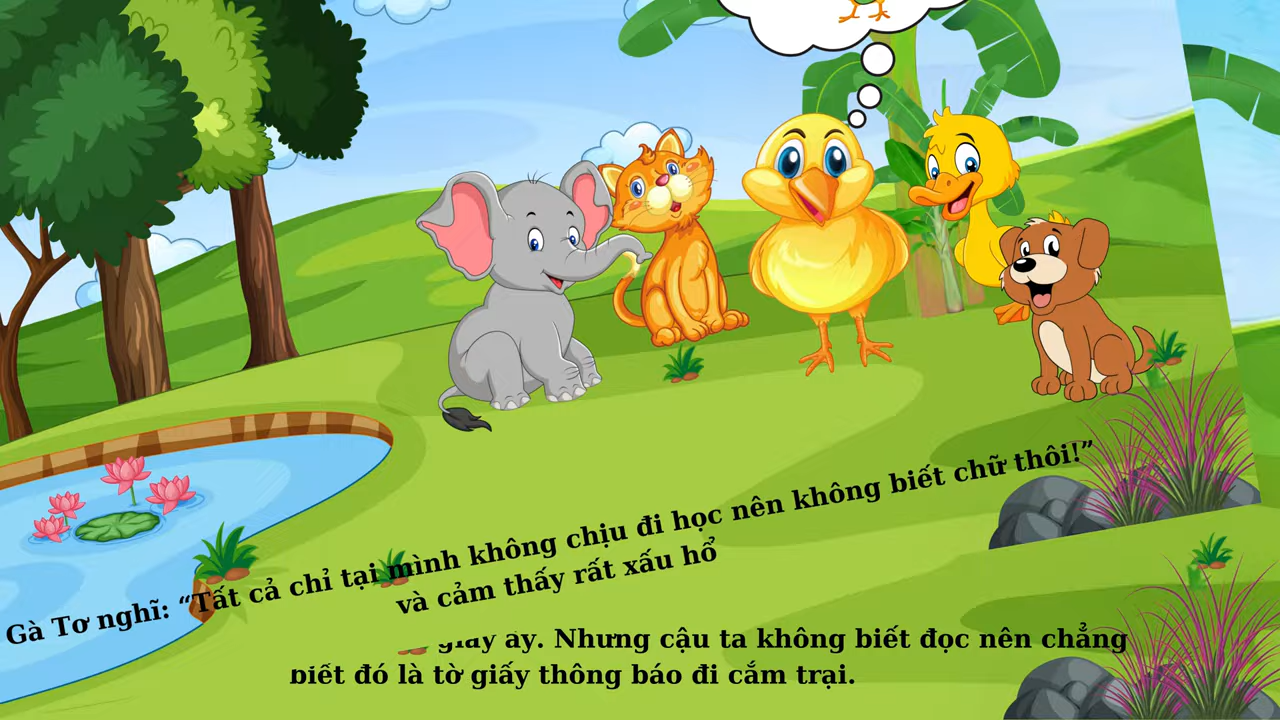 Gà Tơ nghĩ: “Tất cả chỉ tại mình không chịu đi học nên không biết chữ thôi!”
và cảm thấy rất xấu hổ
giấy ấy. Nhưng cậu ta không biết đọc nên chẳng
biết đó là tờ giấy thông báo đi cắm trại.